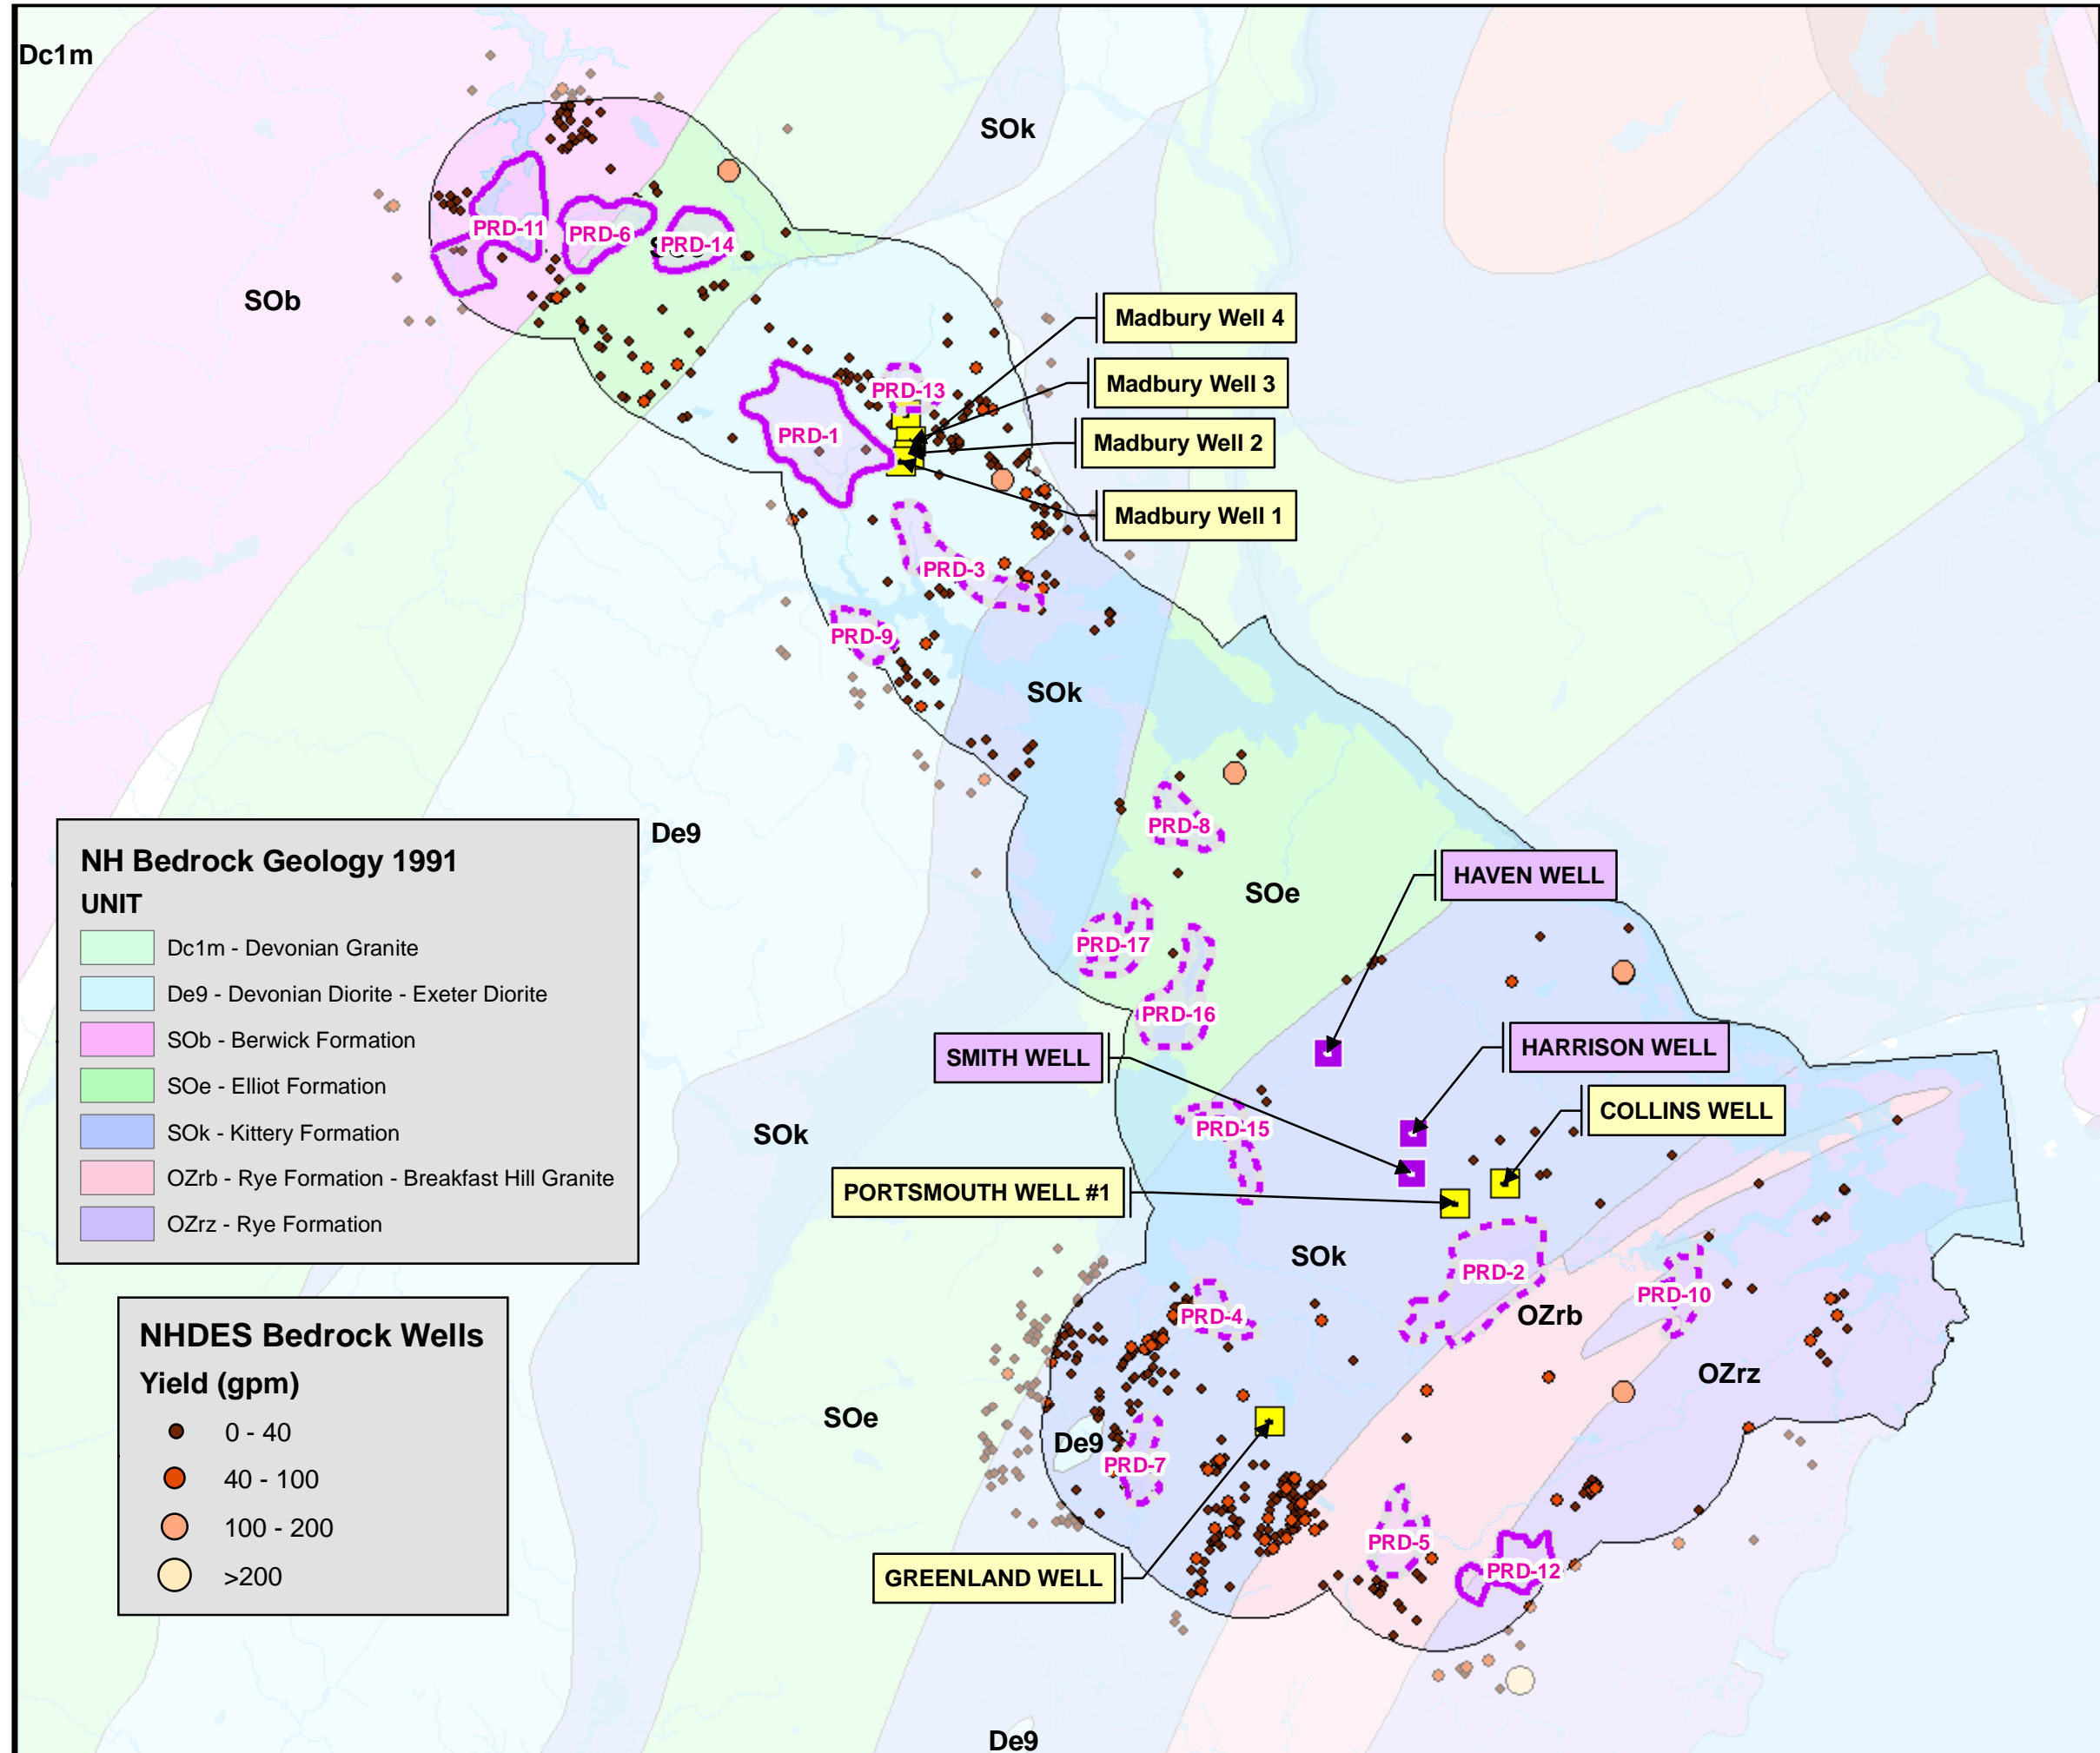 Dc1m
SOk
PRD-11
PRD-6
PRD-14
SOb
Madbury Well 4
Madbury Well 3
PRD-13
PRD-1
Madbury Well 2
Madbury Well 1
PRD-3
PRD-9
SOk
De9
PRD-8
HAVEN WELL
SOe
PRD-17
PRD-16
SMITH WELL
HARRISON WELL
COLLINS WELL
PRD-15
SOk
PORTSMOUTH WELL #1
SOk
PRD-2
PRD-10
OZrb
PRD-4
OZrz
SOe
De9
PRD-7
PRD-5
PRD-12
GREENLAND WELL
De9
NH Bedrock Geology 1991
UNIT
Dc1m - Devonian Granite
De9 - Devonian Diorite - Exeter Diorite
SOb - Berwick Formation
SOe - Elliot Formation
SOk - Kittery Formation
OZrb - Rye Formation - Breakfast Hill Granite
OZrz - Rye Formation
NHDES Bedrock Wells
Yield (gpm)
0 - 40
40 - 100
100 - 200
>200